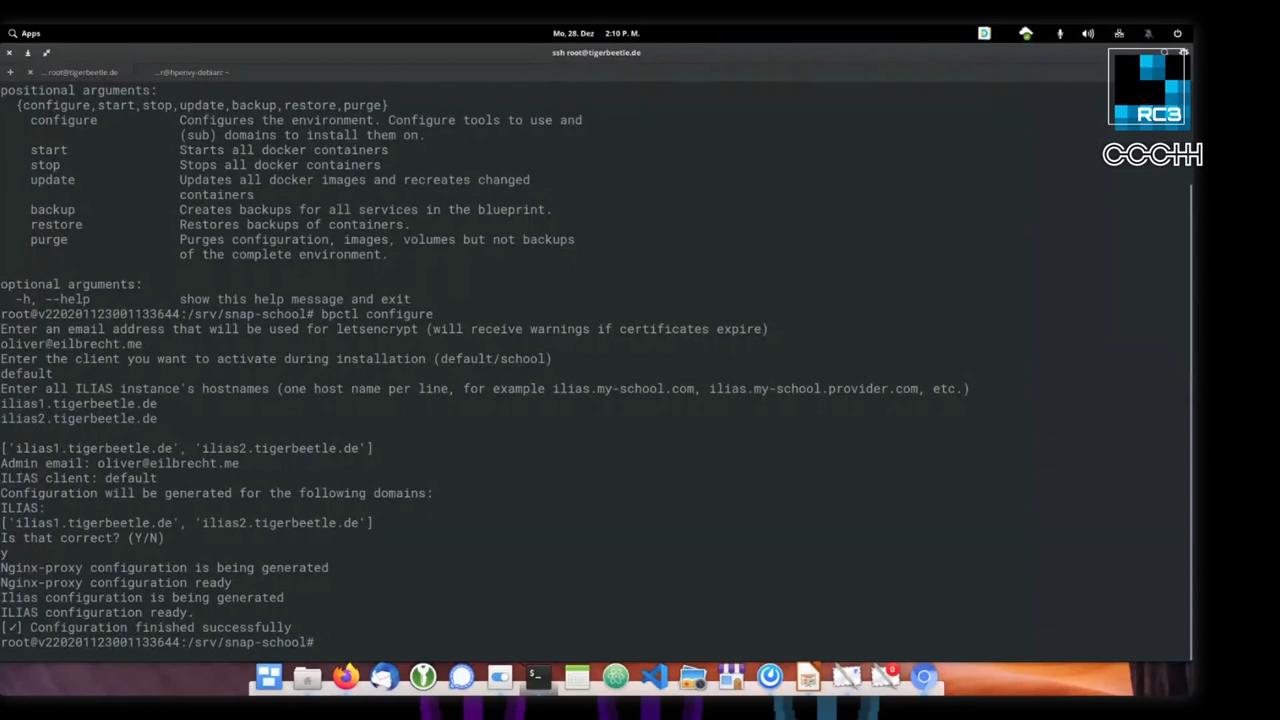 Apps
Mo, 28. Dez 2:10 P. M.
ssh root@tigerbeetle.de
... root@tigerbeetle.de
...r@hpenvy-debian: ~
positional arguments:
{configure,start,stop,update,backup,restore,purge}
configure Configures the environment. Configure tools to use and
(sub) domains to install them on.
start Starts all docker containers
stop Stops all docker containers
update Updates all docker images and recreates changed
containers
backup Creates backups for all services in the blueprint.
restore Restores backups of containers.
purge Purges configuration, images, volumes but not backups
of the complete environment.
optional arguments:
-h, --help show this help message and exit
root@v220201123001133644:/srv/snap-school# bpctl configure
Enter an email address that will be used for letsencrypt (will receive warnings if certificates expire)
oliver@eilbrecht.me
Enter the client you want to activate during installation (default/school)
default
Enter all ILIAS instance's hostnames (one host name per line, for example ilias.my-school.com, ilias.my-school.provider.com, etc.)
ilias1.tigerbeetle.de
ilias2.tigerbeetle.de
['ilias1.tigerbeetle.de', 'ilias2.tigerbeetle.de']
Admin email: oliver@eilbrecht.me
ILIAS client: default
Configuration will be generated for the following domains:
ILIAS:
['ilias1.tigerbeetle.de', 'ilias2.tigerbeetle.de']
Is that correct? (Y/N)
y
Nginx-proxy configuration is being generated
Nginx-proxy configuration ready
Ilias configuration is being generated
ILIAS configuration ready.
[✓] Configuration finished successfully
root@v220201123001133644:/srv/snap-school#
RC3
CCCHH
0